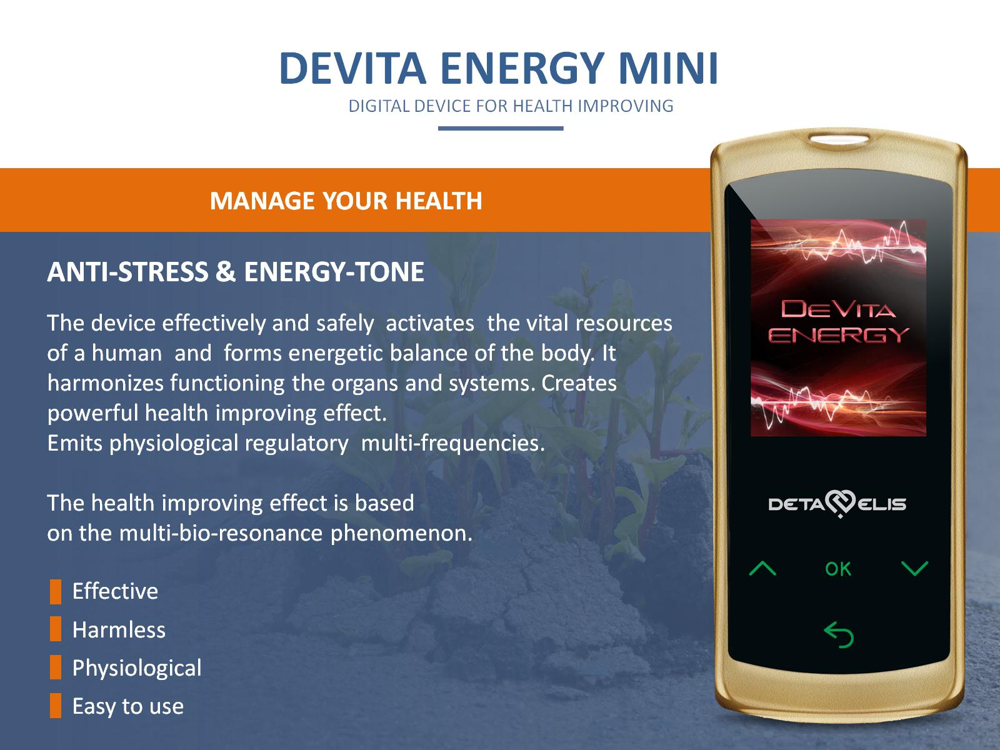 DEVITA ENERGY MINI
DIGITAL DEVICE FOR HEALTH IMPROVING
MANAGE YOUR HEALTH
ANTI-STRESS & ENERGY-TONE
The device effectively and safely activates the vital resources
of a human and forms energetic balance of the body. It
harmonizes functioning the organs and systems. Creates
powerful health improving effect.
Emits physiological regulatory multi-frequencies.
The health improving effect is based
on the multi-bio-resonance phenomenon.
Effective
Harmless
Physiological
Easy to use
DEVITA
ENERGY
DETA ELIS
OK